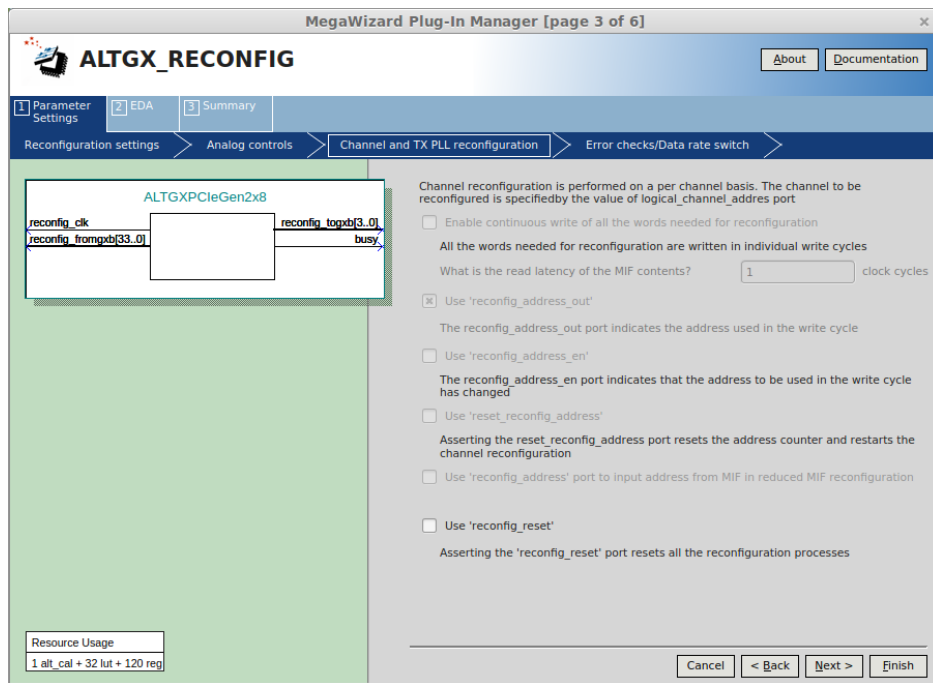 MegaWizard Plug-In Manager [page 3 of 6]
ALTGX_RECONFIG
About
Documentation
1 Parameter Settings
2 EDA
3 Summary
Reconfiguration settings
Analog controls
Channel and TX PLL reconfiguration
Error checks/Data rate switch
ALTGXPCIeGen2x8
reconfig_clk
reconfig_togxb[3..0]
reconfig_fromgxb[33..0]
busy
Channel reconfiguration is performed on a per channel basis. The channel to be
reconfigured is specifiedby the value of logical_channel_addres port
Enable continuous write of all the words needed for reconfiguration
All the words needed for reconfiguration are written in individual write cycles
What is the read latency of the MIF contents? 1 clock cycles
Use 'reconfig_address_out'
The reconfig_address_out port indicates the address used in the write cycle
Use 'reconfig_address_en'
The reconfig_address_en port indicates that the address to be used in the write cycle
has changed
Use 'reset_reconfig_address'
Asserting the reset_reconfig_address port resets the address counter and restarts the
channel reconfiguration
Use 'reconfig_address' port to input address from MIF in reduced MIF reconfiguration
Use 'reconfig_reset'
Asserting the 'reconfig_reset' port resets all the reconfiguration processes
Resource Usage
1 alt_cal + 32 lut + 120 reg
Cancel
< Back
Next >
Finish